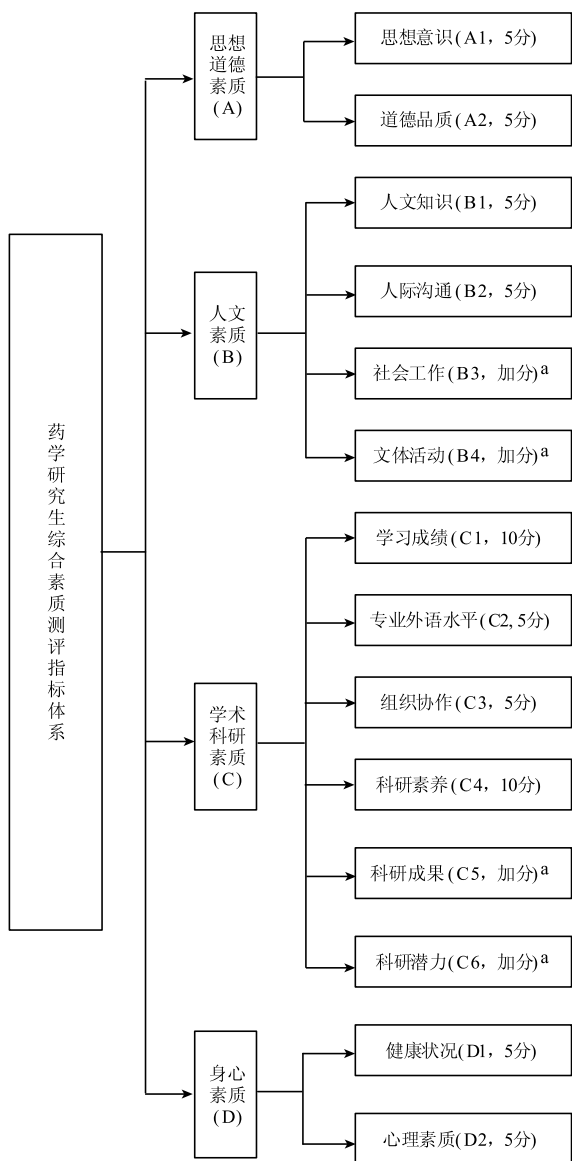 药学研究生综合素质测评指标体系
思想
道德
素质
(A)
思想意识(A1，5分)
道德品质(A2，5分)
人文
素质
(B)
人文知识(B1，5分)
人际沟通(B2，5分)
社会工作(B3，加分)a
文体活动(B4，加分)a
学术
科研
素质
(C)
学习成绩(C1，10分)
专业外语水平(C2, 5分)
组织协作(C3，5分)
科研素养(C4，10分)
科研成果(C5，加分)a
科研潜力(C6，加分)a
身心
素质
(D)
健康状况(D1，5分)
心理素质(D2，5分)